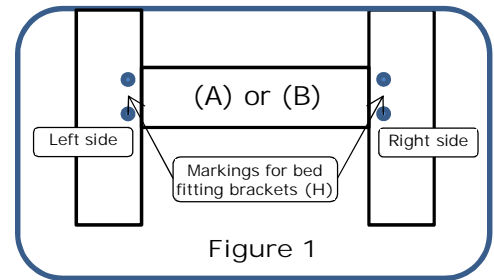 (A) or (B)
Left side
Right side
Markings for bed
fitting brackets (H)
Figure 1